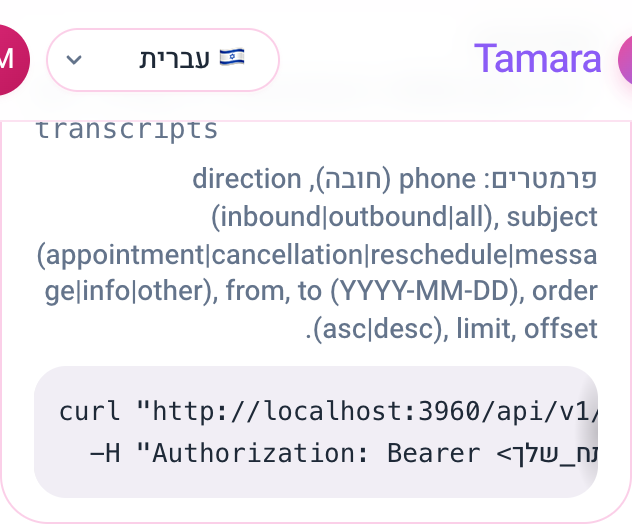 M
עברית 🇮🇱
Tamara
transcripts
פרמטרים: phone (חובה), direction
(inbound|outbound|all), subject
(appointment|cancellation|reschedule|messa
ge|info|other), from, to (YYYY-MM-DD), order
(asc|desc), limit, offset.
curl "http://localhost:3960/api/v1/
-H "Authorization: Bearer <תח_שלך